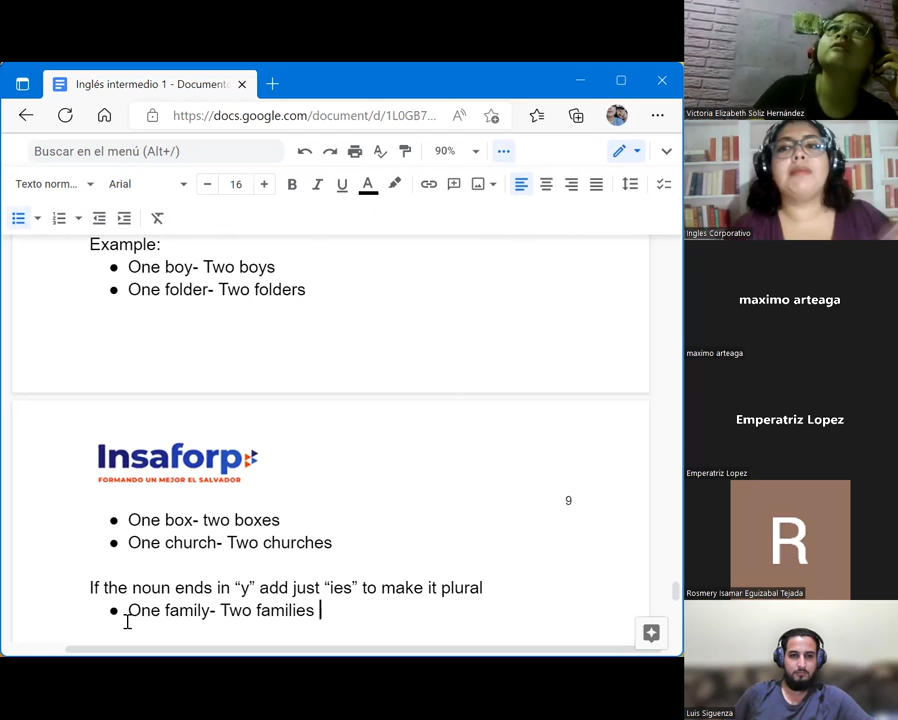 Inglés intermedio 1 - Documento
https://docs.google.com/document/d/1L0GB7...
Buscar en el menú (Alt+/)
90%
Texto norm...
Arial
16
Example:
One boy- Two boys
One folder- Two folders
Insaforp
FORMANDO UN MEJOR EL SALVADOR
9
One box- two boxes
One church- Two churches
If the noun ends in “y” add just “ies” to make it plural
One family- Two families
Victoria Elizabeth Soliz Hernández
Ingles Corporativo
maximo arteaga
maximo arteaga
Emperatriz Lopez
Emperatriz Lopez
R
Rosmery Isamar Eguizabal Tejada
Luis Siguenza